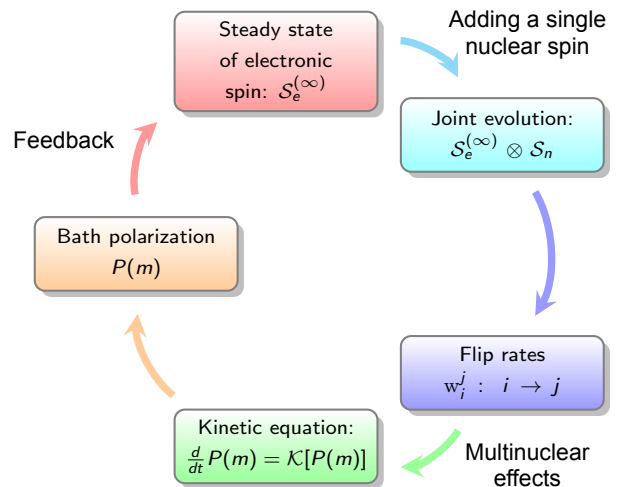 Steady state
of electronic
spin: 𝒮ₑ^(∞)
Adding a single
nuclear spin
Joint evolution:
𝒮ₑ^(∞) ⊗ 𝒮ₙ
Flip rates
wᵢʲ : i → j
Multinuclear
effects
Kinetic equation:
d/dt P(m) = 𝒦[P(m)]
Bath polarization
P(m)
Feedback